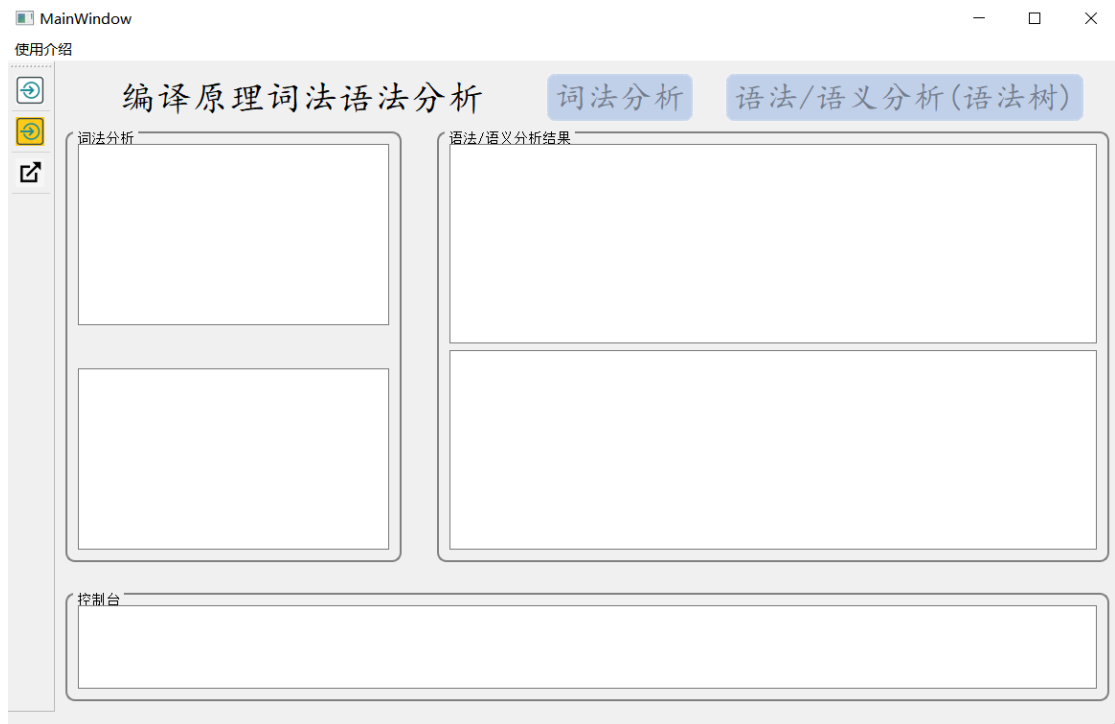 MainWindow
使用介绍
编译原理词法语法分析
词法分析
语法/语义分析(语法树)
词法分析
语法/语义分析结果
控制台